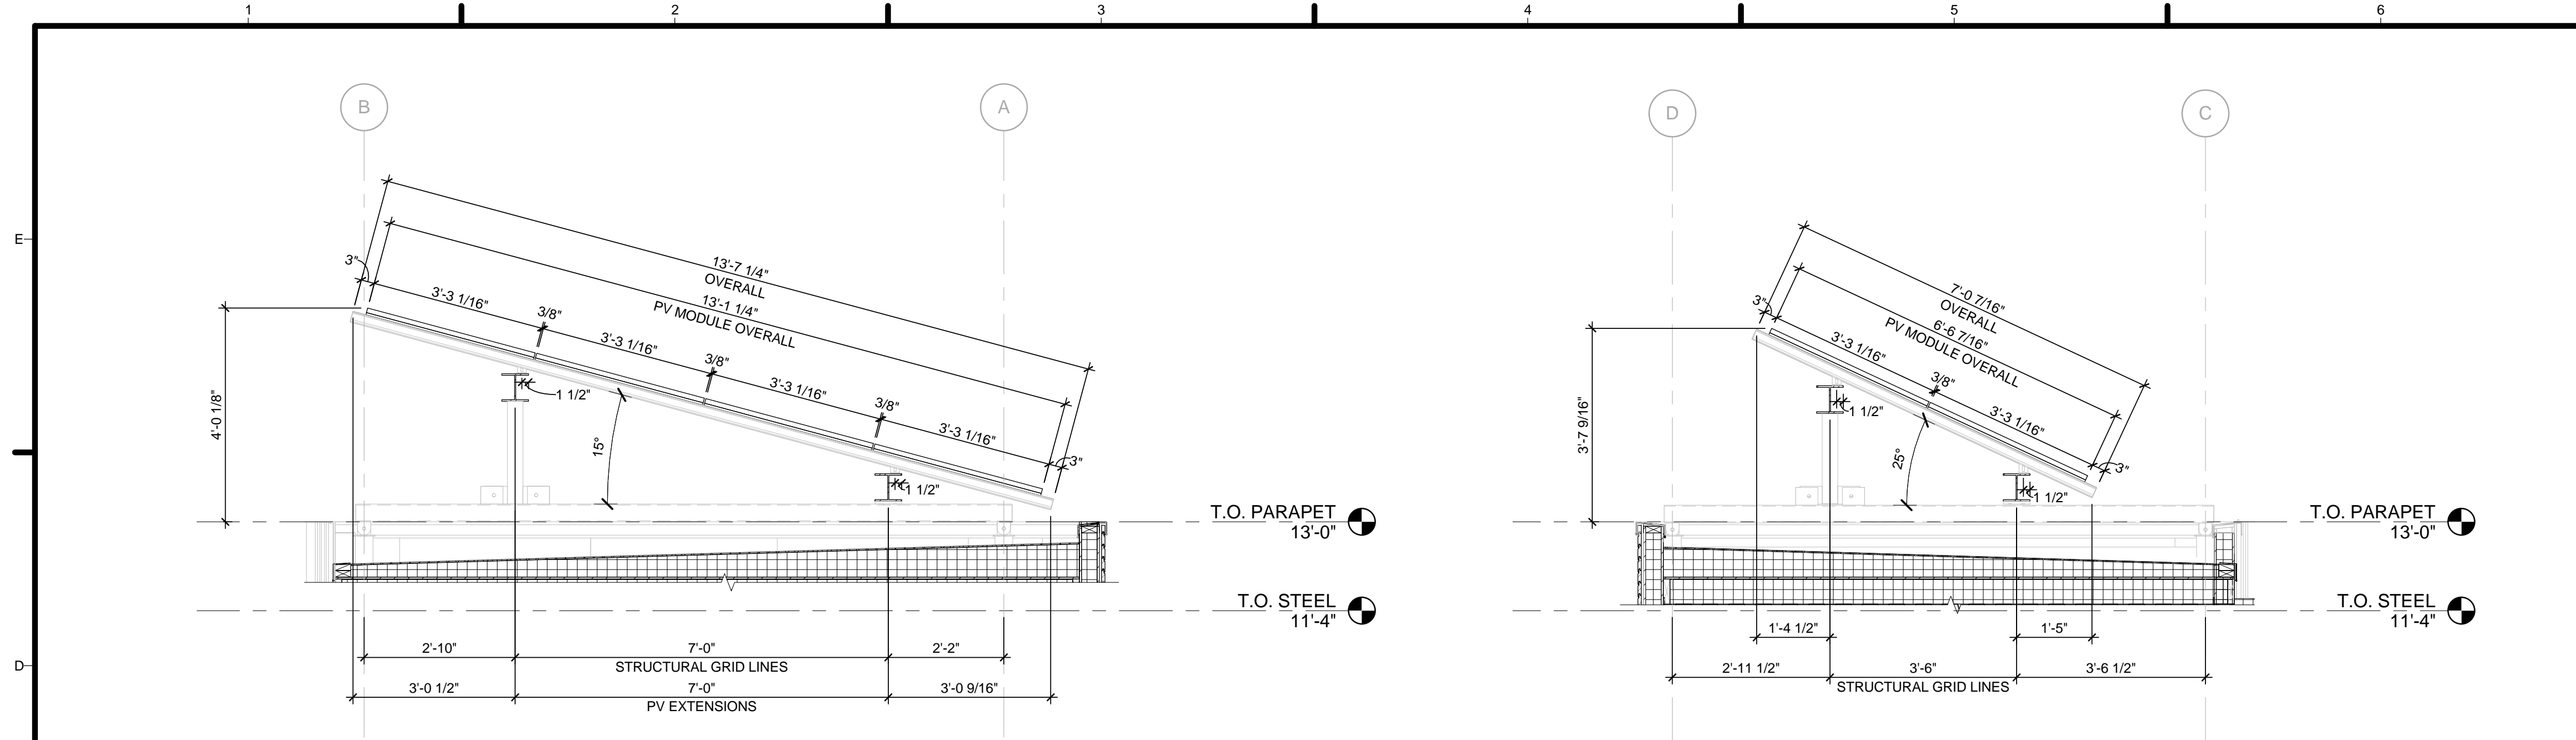 1
2
3
4
5
6
E
D
B
A
13'-7 1/4"
OVERALL
13'-1 1/4"
PV MODULE OVERALL
3"
3'-3 1/16"
3/8"
3'-3 1/16"
3/8"
3'-3 1/16"
3/8"
3'-3 1/16"
3"
1 1/2"
1 1/2"
15°
4'-0 1/8"
T.O. PARAPET
13'-0"
T.O. STEEL
11'-4"
2'-10"
7'-0"
2'-2"
STRUCTURAL GRID LINES
3'-0 1/2"
7'-0"
3'-0 9/16"
PV EXTENSIONS
D
C
7'-0 7/16"
OVERALL
6'-6 7/16"
PV MODULE OVERALL
3"
3'-3 1/16"
3/8"
3'-3 1/16"
3"
1 1/2"
1 1/2"
25°
3'-7 9/16"
T.O. PARAPET
13'-0"
T.O. STEEL
11'-4"
1'-4 1/2"
1'-5"
2'-11 1/2"
3'-6"
3'-6 1/2"
STRUCTURAL GRID LINES